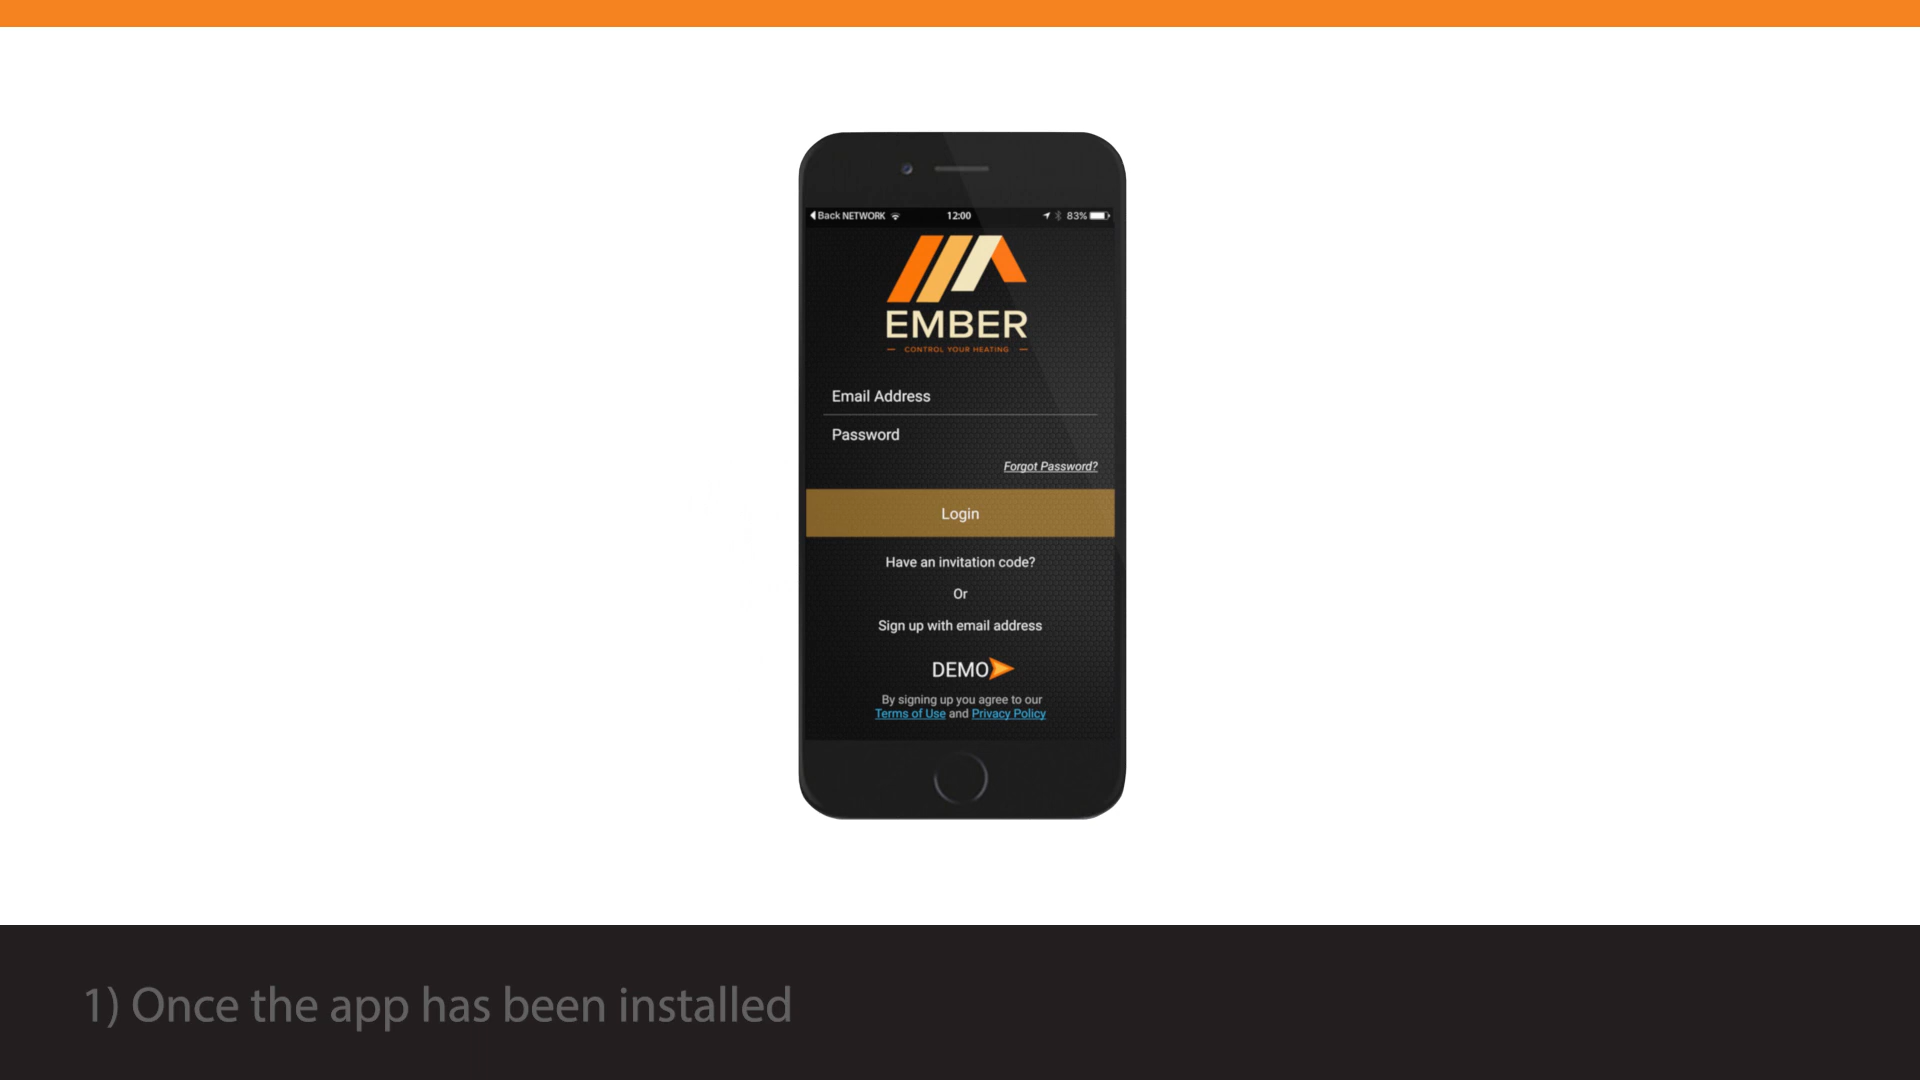 Back NETWORK 12:00 83%
EMBER
CONTROL YOUR HEATING
Email Address
Password
Forgot Password?
Login
Have an invitation code?
Or
Sign up with email address
DEMO
By signing up you agree to our
Terms of Use and Privacy Policy
1) Once the app has been installed